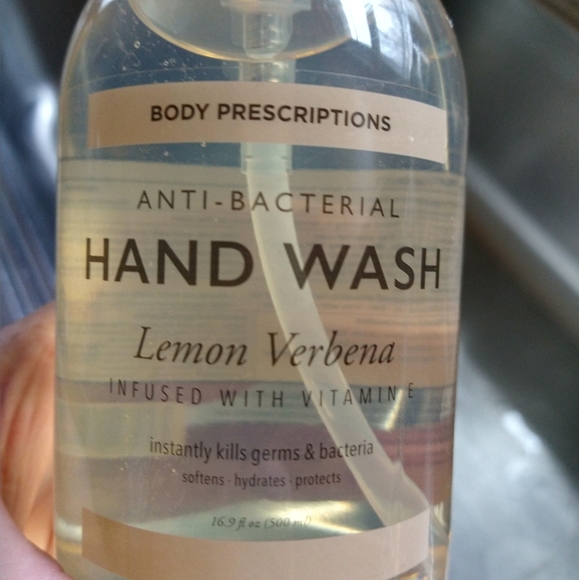 BODY PRESCRIPTIONS
ANTI-BACTERIAL
HAND WASH
Lemon Verbena
INFUSED WITH VITAMIN E
instantly kills germs & bacteria
softens · hydrates · protects
16.9 fl oz (500 ml)